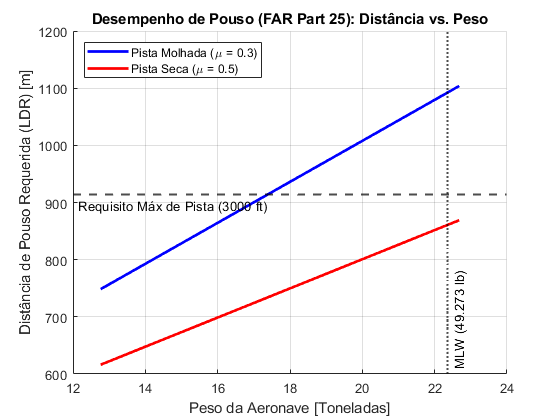 Desempenho de Pouso (FAR Part 25): Distância vs. Peso
Distância de Pouso Requerida (LDR) [m]
1200
1100
1000
900
800
700
600
Pista Molhada (μ = 0.3)
Pista Seca (μ = 0.5)
Requisito Máx de Pista (3000 ft)
MLW (49.273 lb)
12
14
16
18
20
22
24
Peso da Aeronave [Toneladas]